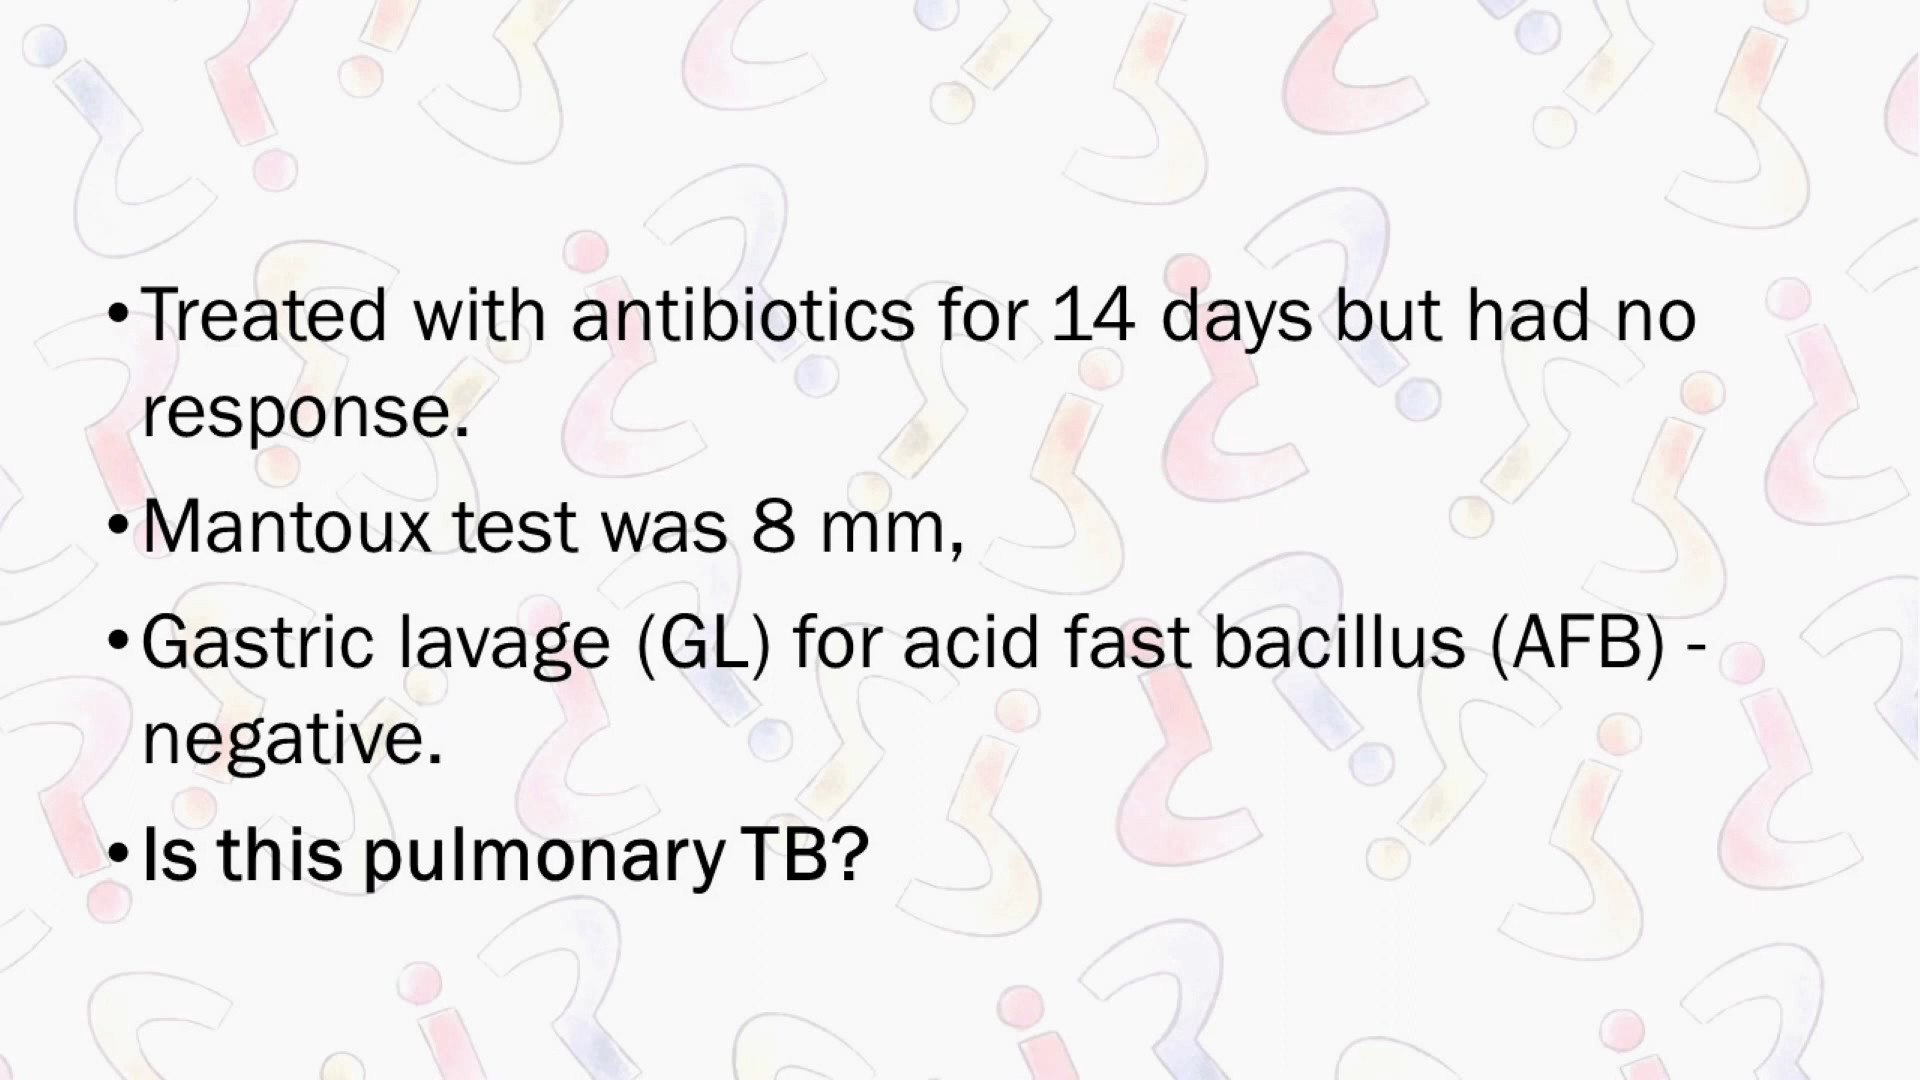 •Treated with antibiotics for 14 days but had no
response.
•Mantoux test was 8 mm,
•Gastric lavage (GL) for acid fast bacillus (AFB) -
negative.
•Is this pulmonary TB?